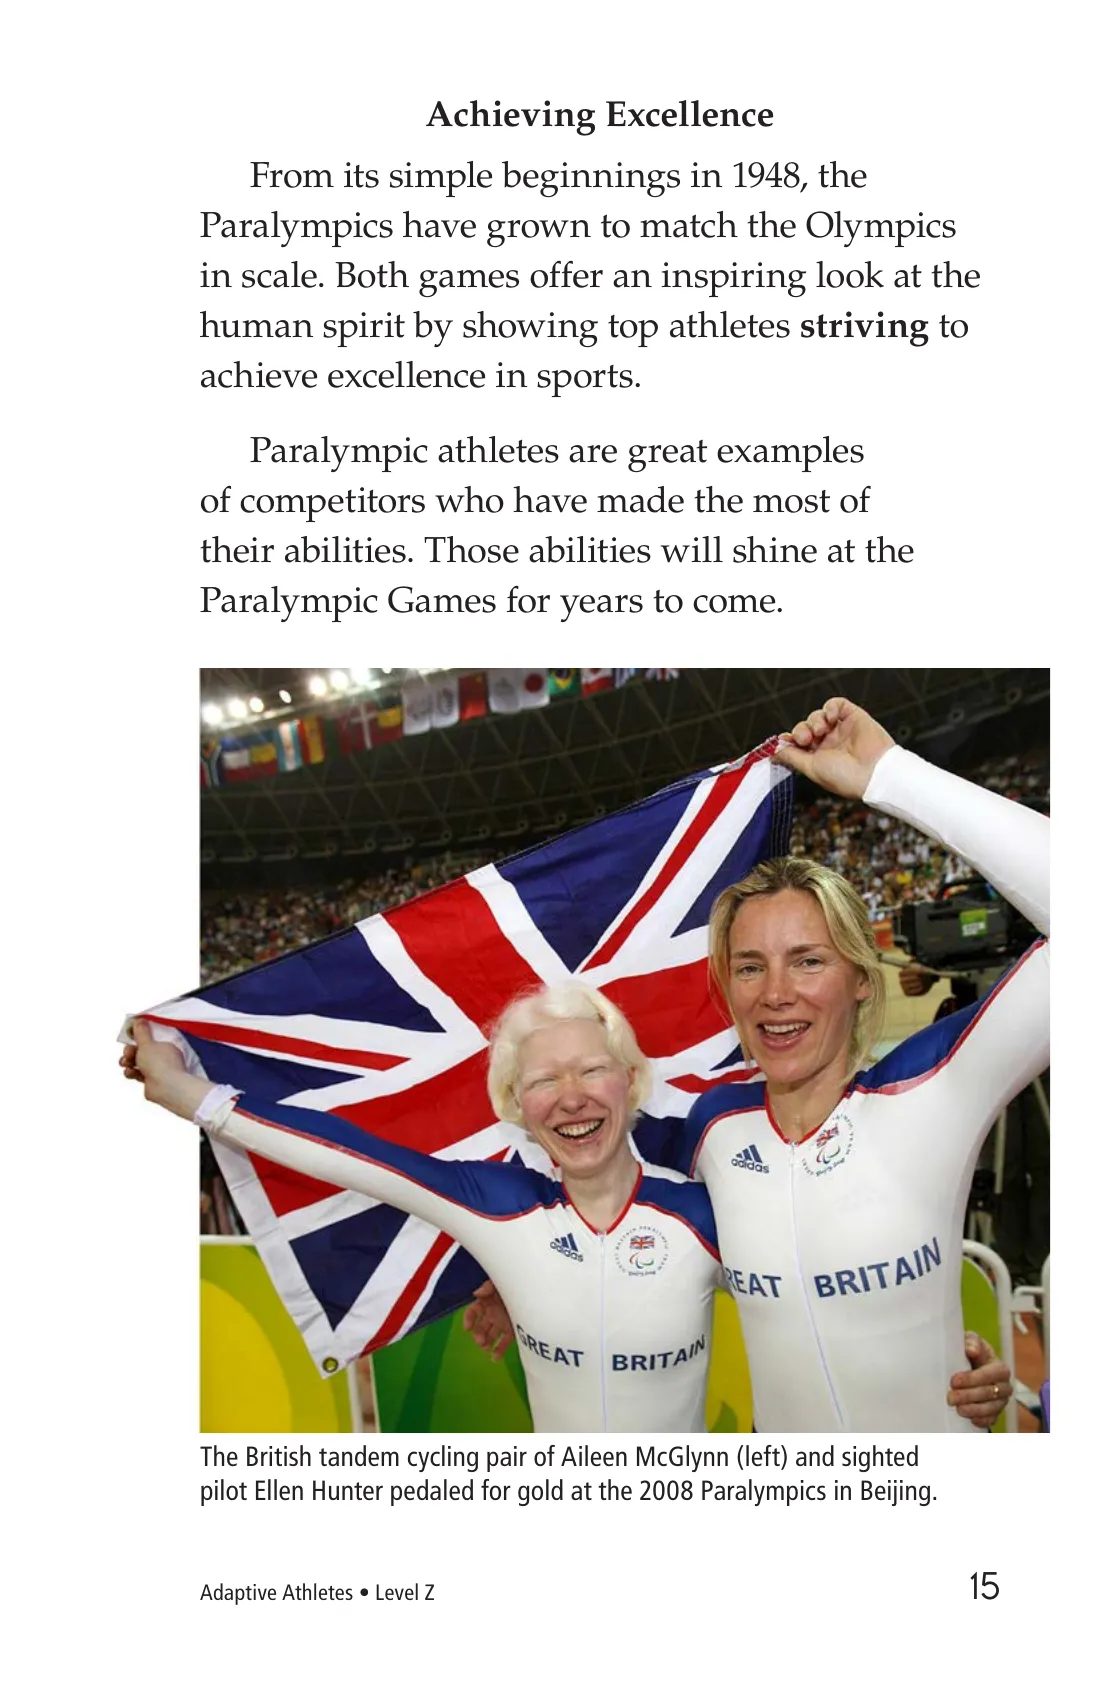 Achieving Excellence
From its simple beginnings in 1948, the
Paralympics have grown to match the Olympics
in scale. Both games offer an inspiring look at the
human spirit by showing top athletes striving to
achieve excellence in sports.
Paralympic athletes are great examples
of competitors who have made the most of
their abilities. Those abilities will shine at the
Paralympic Games for years to come.
adidas
adidas
REAT BRITAIN
GREAT BRITAIN
The British tandem cycling pair of Aileen McGlynn (left) and sighted
pilot Ellen Hunter pedaled for gold at the 2008 Paralympics in Beijing.
Adaptive Athletes • Level Z
15